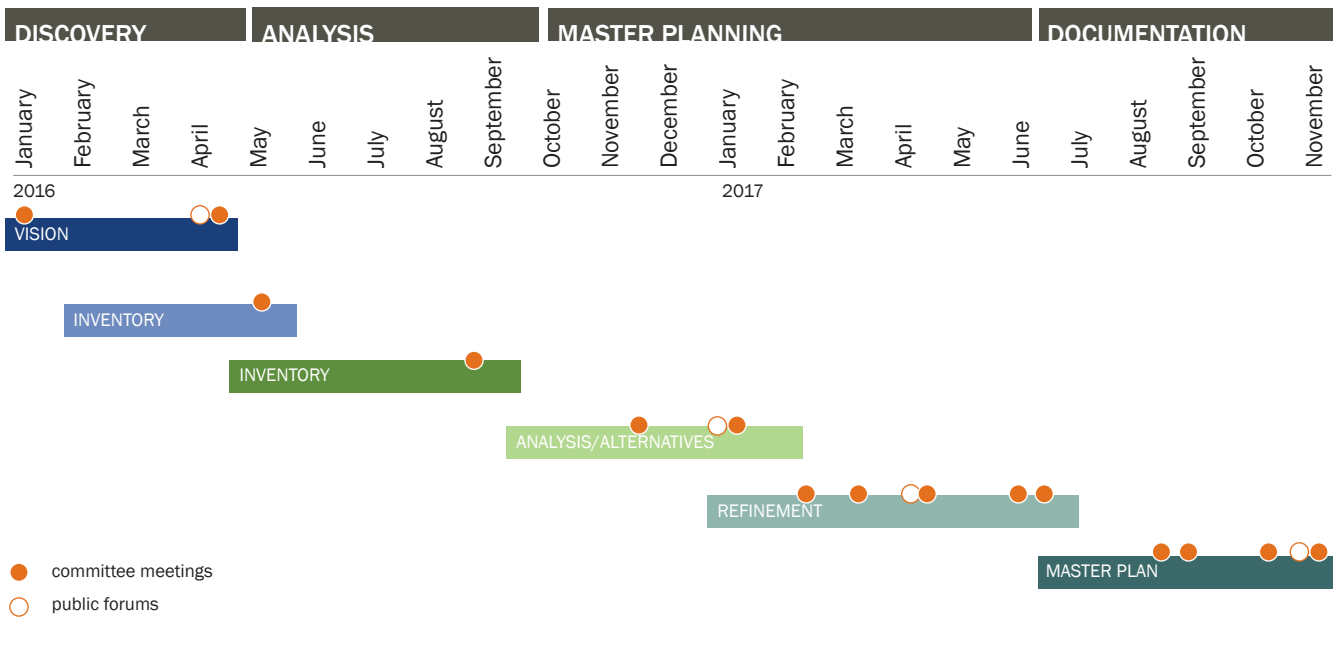 DISCOVERY ANALYSIS MASTER PLANNING DOCUMENTATION
January February March April May June July August September October November December January February March April May June July August September October November
2016 2017
VISION
INVENTORY
INVENTORY
ANALYSIS/ALTERNATIVES
REFINEMENT
MASTER PLAN
committee meetings
public forums